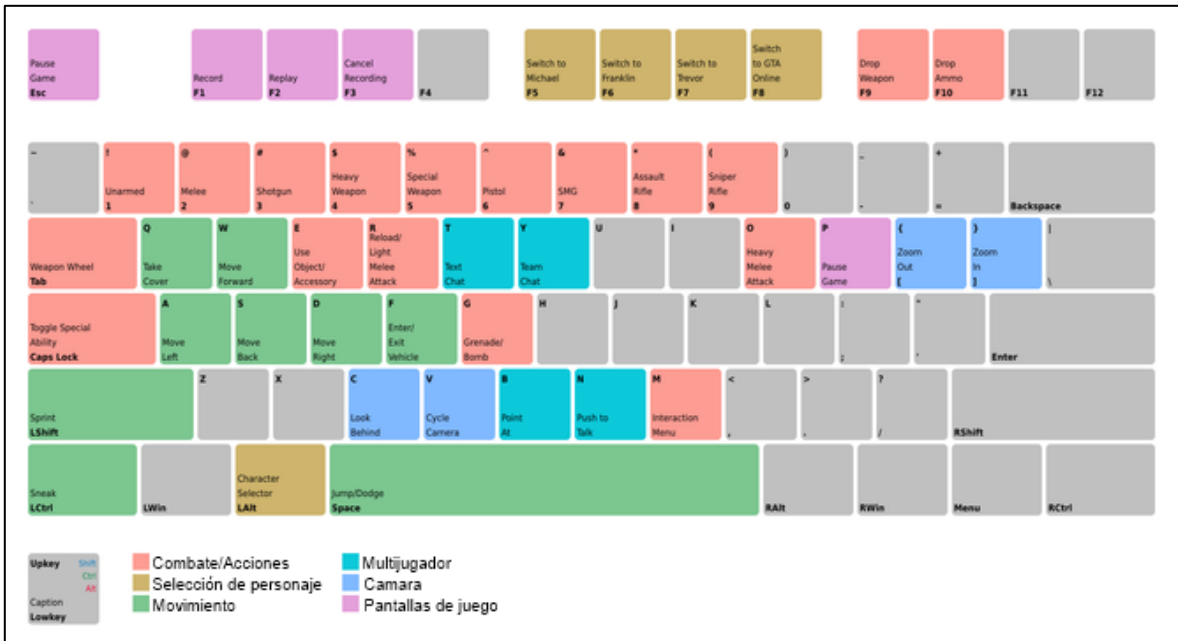 Pause
Game
Esc
Record
F1
Replay
F2
Cancel
Recording
F3
F4
Switch to
Michael
F5
Switch to
Franklin
F6
Switch to
Trevor
F7
Switch
to GTA
Online
F8
Drop
Weapon
F9
Drop
Ammo
F10
F11
F12
~
`
!
Unarmed
1
@
Melee
2
#
Shotgun
3
$
Heavy
Weapon
4
%
Special
Weapon
5
^
Pistol
6
&
SMG
7
*
Assault
Rifle
8
(
Sniper
Rifle
9
)
0
_
-
+
=
Backspace
Weapon Wheel
Tab
Q
Take
Cover
W
Move
Forward
E
Use
Object/
Accessory
R
Reload/
Light
Melee
Attack
T
Text
Chat
Y
Team
Chat
U
I
O
Heavy
Melee
Attack
P
Pause
Game
{
Zoom
Out
[
}
Zoom
In
]
|
\
Toggle Special
Ability
Caps Lock
A
Move
Left
S
Move
Back
D
Move
Right
F
Enter/
Exit
Vehicle
G
Grenade/
Bomb
H
J
K
L
:
;
"
'
Enter
Sprint
LShift
Z
X
C
Look
Behind
V
Cycle
Camera
B
Point
At
N
Push to
Talk
M
Interaction
Menu
<
,
>
.
?
/
RShift
Sneak
LCtrl
LWin
Character
Selector
LAlt
Jump/Dodge
Space
RAlt
RWin
Menu
RCtrl
Upkey Shift
Ctrl
Alt
Caption
Lowkey
Combate/Acciones
Selección de personaje
Movimiento
Multijugador
Camara
Pantallas de juego